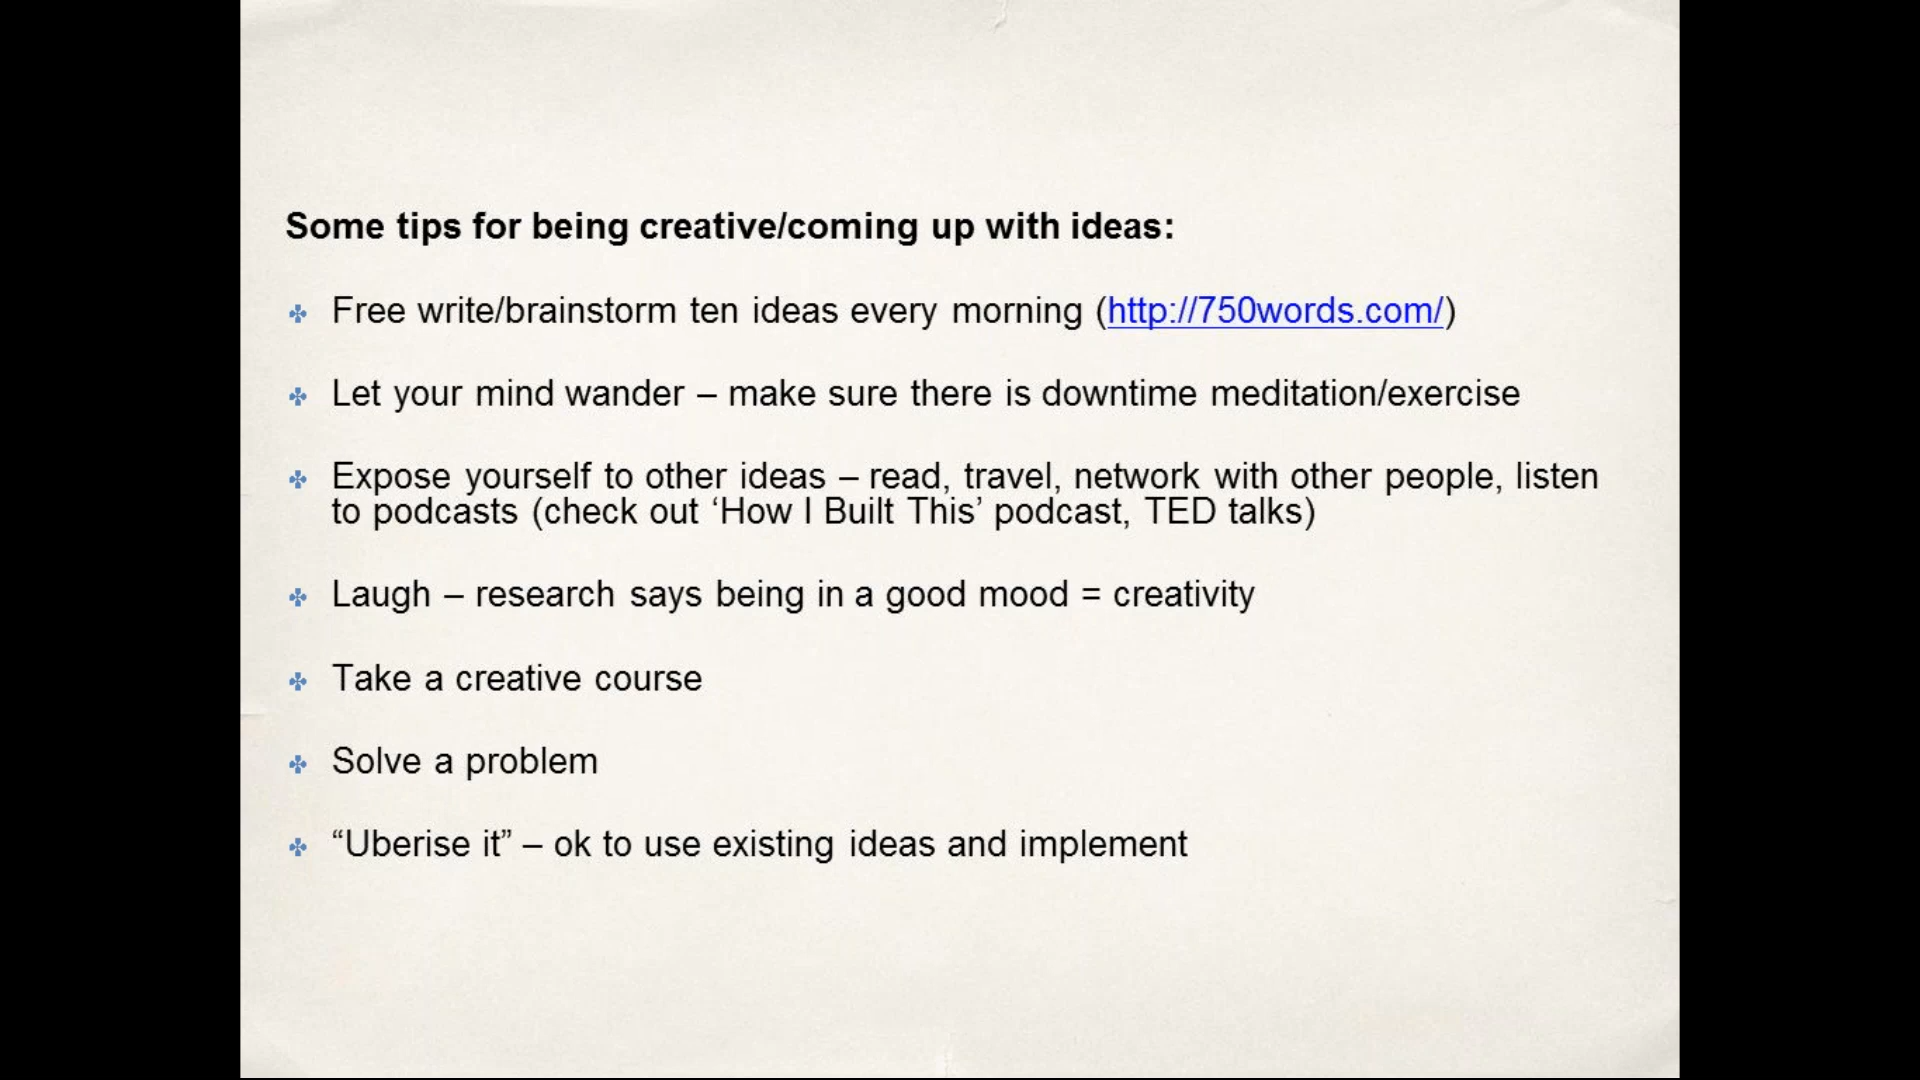 Some tips for being creative/coming up with ideas:
Free write/brainstorm ten ideas every morning (http://750words.com/)
Let your mind wander – make sure there is downtime meditation/exercise
Expose yourself to other ideas – read, travel, network with other people, listen
to podcasts (check out ‘How I Built This’ podcast, TED talks)
Laugh – research says being in a good mood = creativity
Take a creative course
Solve a problem
“Uberise it” – ok to use existing ideas and implement